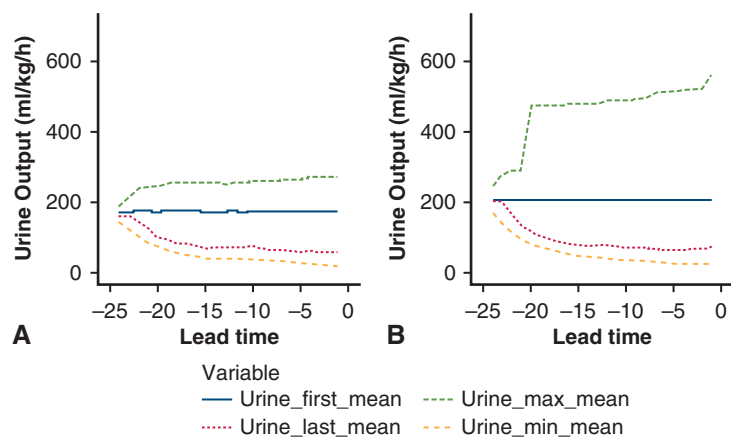 Urine Output (ml/kg/h)
600
400
200
0
−25 −20 −15 −10 −5 0
Lead time
A
Urine Output (ml/kg/h)
600
400
200
0
−25 −20 −15 −10 −5 0
Lead time
B
Variable
Urine_first_mean
Urine_max_mean
Urine_last_mean
Urine_min_mean